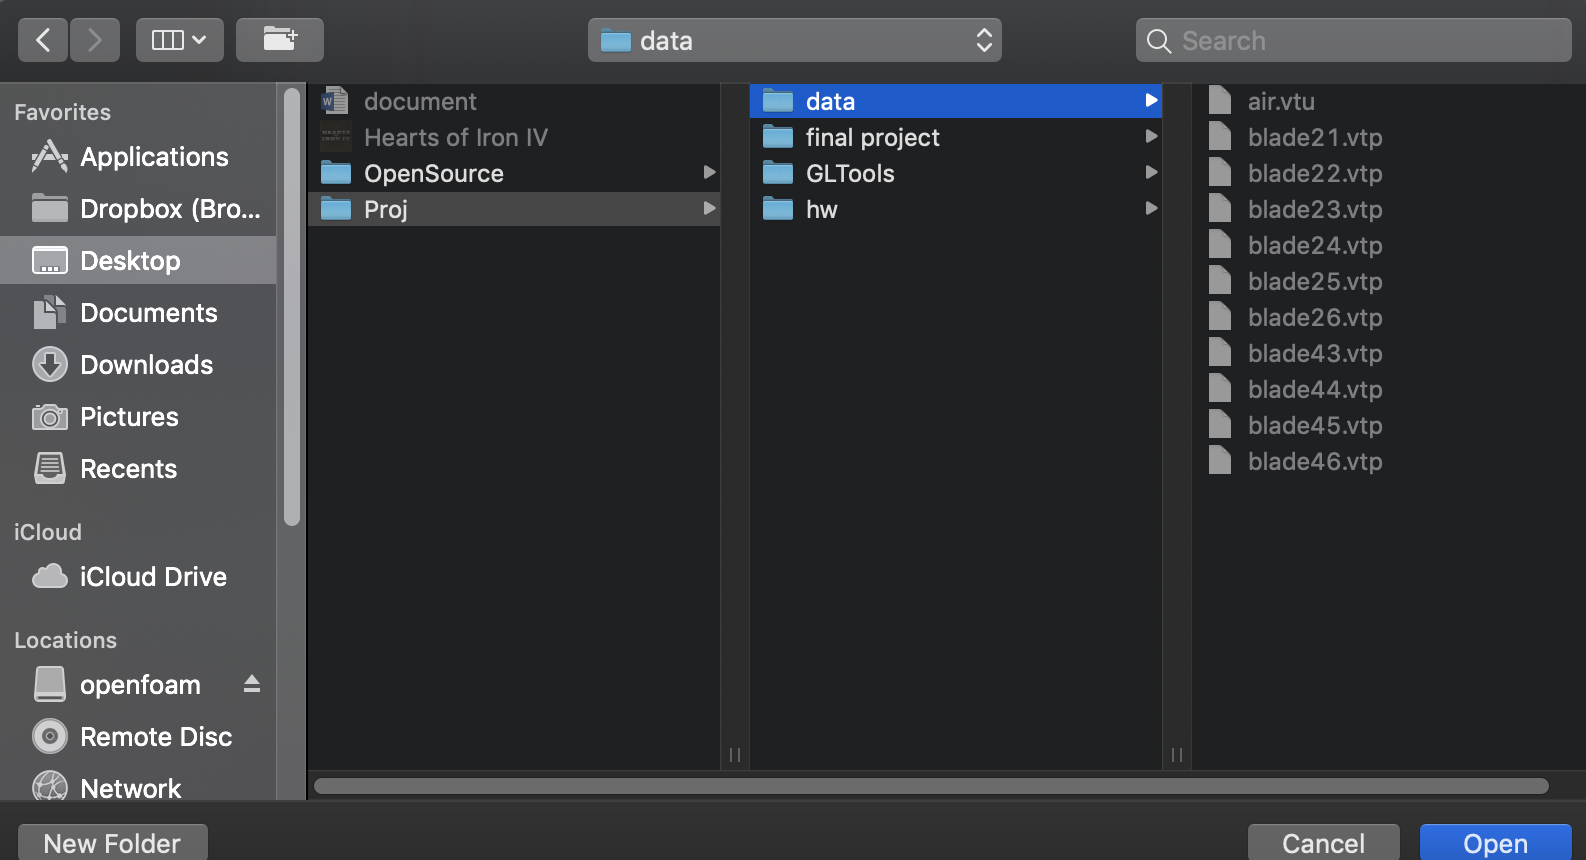 data
Search
Favorites
Applications
Dropbox (Bro...
Desktop
Documents
Downloads
Pictures
Recents
iCloud
iCloud Drive
Locations
openfoam
Remote Disc
Network
document
Hearts of Iron IV
OpenSource
Proj
data
final project
GLTools
hw
air.vtu
blade21.vtp
blade22.vtp
blade23.vtp
blade24.vtp
blade25.vtp
blade26.vtp
blade43.vtp
blade44.vtp
blade45.vtp
blade46.vtp
New Folder
Cancel
Open